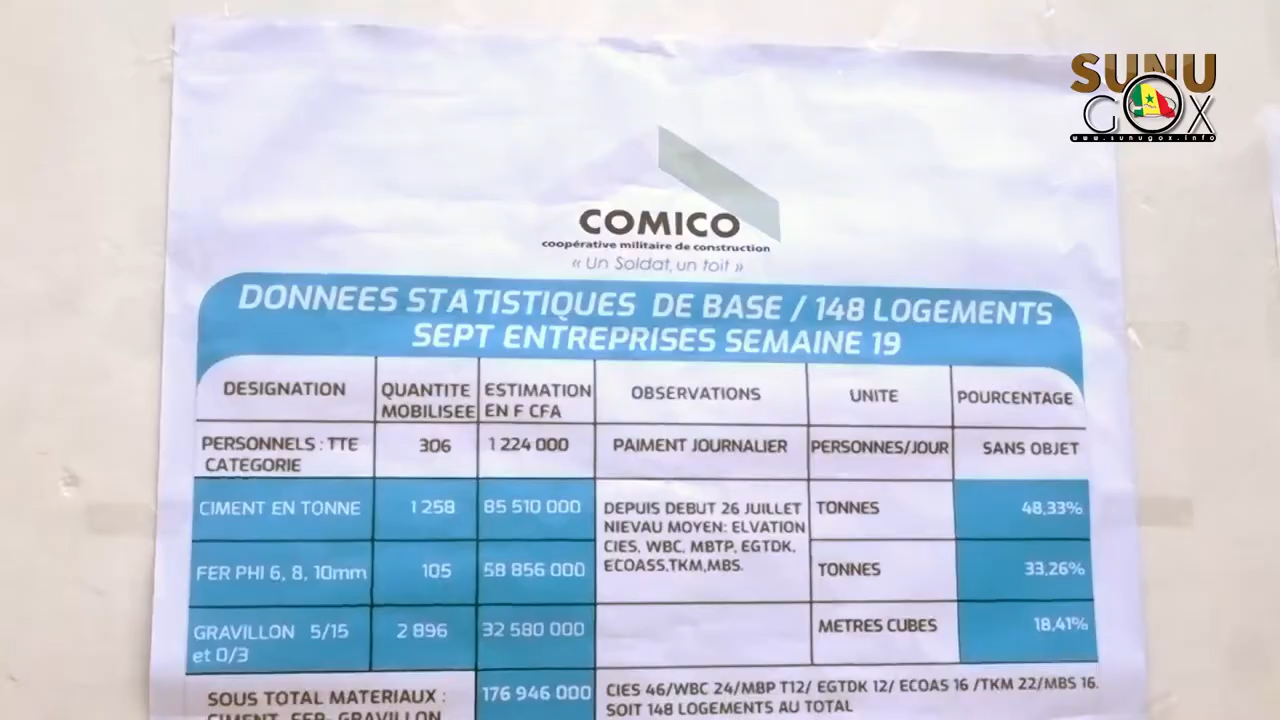 SUNU
GOX
www.sunugox.info
COMICO
coopérative militaire de construction
« Un Soldat, un toit »
DONNEES STATISTIQUES DE BASE / 148 LOGEMENTS
SEPT ENTREPRISES SEMAINE 19
DESIGNATION
QUANTITE
MOBILISEE
ESTIMATION
EN F CFA
OBSERVATIONS
UNITE
POURCENTAGE
PERSONNELS : TTE
CATEGORIE
306
1 224 000
PAIMENT JOURNALIER
PERSONNES/JOUR
SANS OBJET
CIMENT EN TONNE
1 258
85 510 000
DEPUIS DEBUT 26 JUILLET
NIEVAU MOYEN: ELVATION
CIES, WBC, MBTP, EGTDK,
ECOASS,TKM,MBS.
TONNES
48,33%
FER PHI 6, 8, 10mm
105
58 856 000
TONNES
33,26%
GRAVILLON 5/15
et 0/3
2 896
32 580 000
METRES CUBES
18,41%
SOUS TOTAL MATERIAUX :
CIMENT, FER, GRAVILLON
176 946 000
CIES 46/WBC 24/MBP T12/ EGTDK 12/ ECOAS 16 /TKM 22/MBS 16.
SOIT 148 LOGEMENTS AU TOTAL